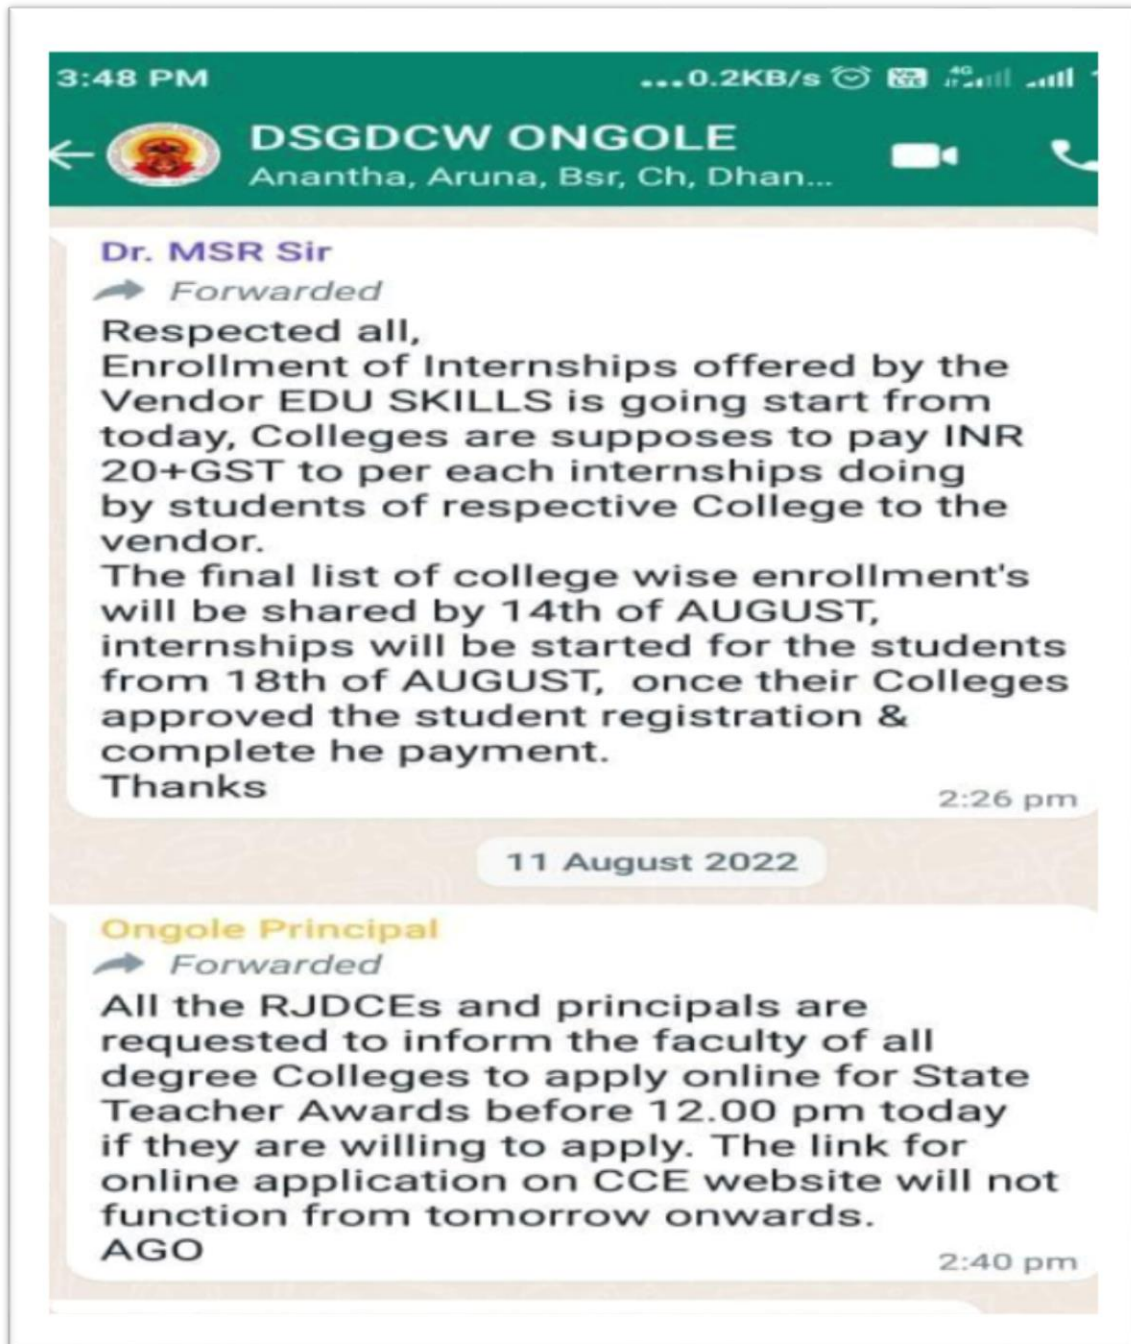 3:48 PM
...0.2KB/s 4G
DSGDCW ONGOLE
Anantha, Aruna, Bsr, Ch, Dhan...
Dr. MSR Sir
Forwarded
Respected all,
Enrollment of Internships offered by the
Vendor EDU SKILLS is going start from
today, Colleges are supposes to pay INR
20+GST to per each internships doing
by students of respective College to the
vendor.
The final list of college wise enrollment's
will be shared by 14th of AUGUST,
internships will be started for the students
from 18th of AUGUST,  once their Colleges
approved the student registration &
complete he payment.
Thanks
2:26 pm
11 August 2022
Ongole Principal
Forwarded
All the RJDCEs and principals are
requested to inform the faculty of all
degree Colleges to apply online for State
Teacher Awards before 12.00 pm today
if they are willing to apply. The link for
online application on CCE website will not
function from tomorrow onwards.
AGO
2:40 pm